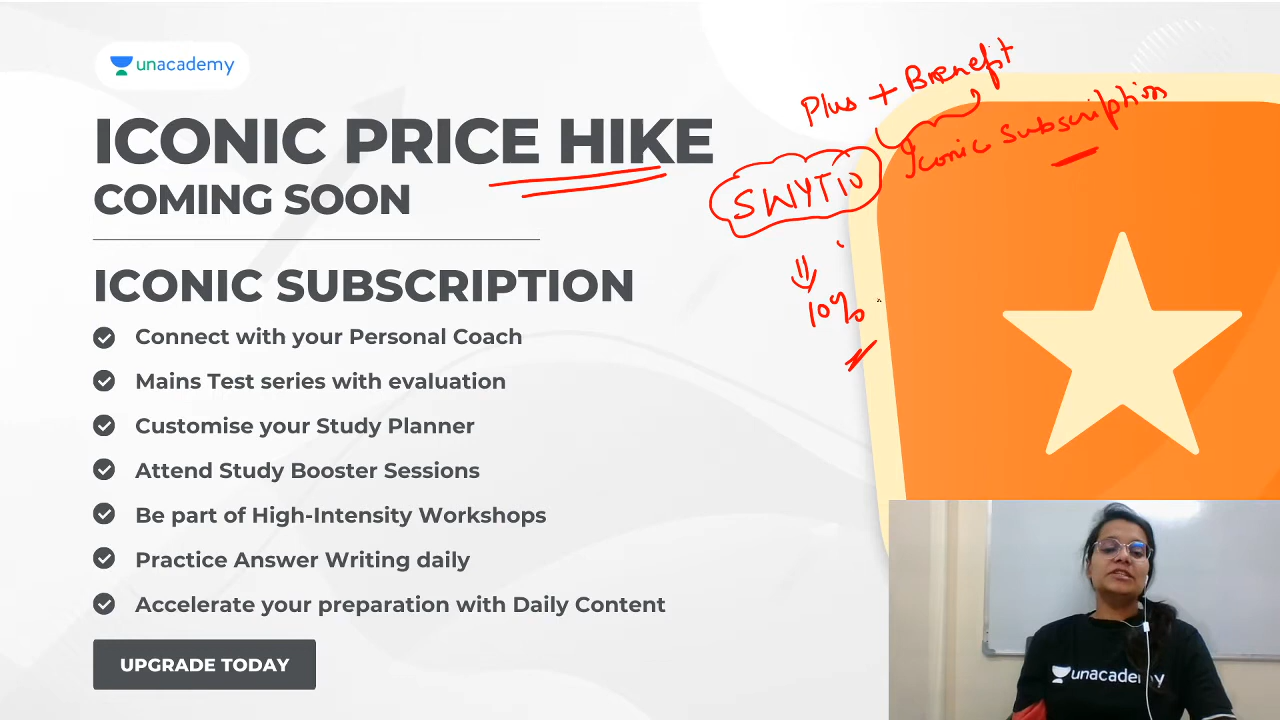 unacademy
ICONIC PRICE HIKE
COMING SOON
ICONIC SUBSCRIPTION
Connect with your Personal Coach
Mains Test series with evaluation
Customise your Study Planner
Attend Study Booster Sessions
Be part of High-Intensity Workshops
Practice Answer Writing daily
Accelerate your preparation with Daily Content
UPGRADE TODAY
Plus + Benefit
Iconic Subscription
SWYT10
10%
unacademy